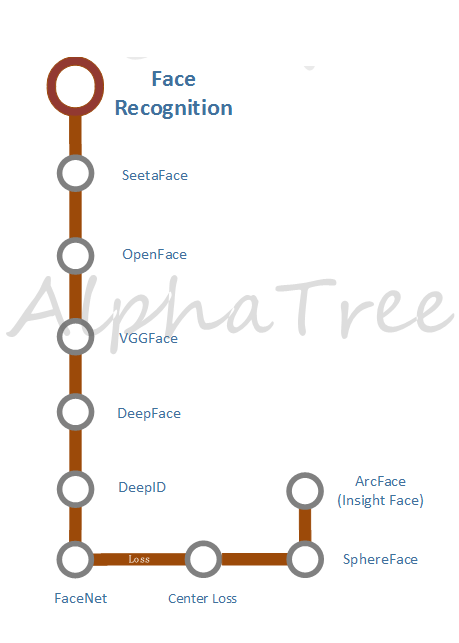 Face
Recognition
SeetaFace
OpenFace
AlphaTree
VGGFace
DeepFace
DeepID
ArcFace
(Insight Face)
Loss
SphereFace
FaceNet
Center Loss